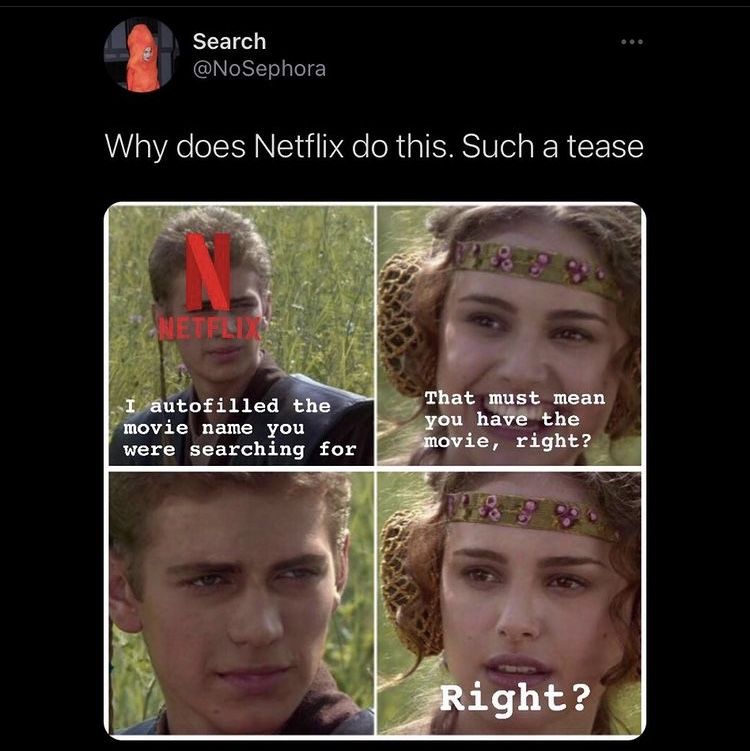 Search
@NoSephora
Why does Netflix do this. Such a tease
N
NETFLIX
I autofilled the
movie name you
were searching for
That must mean
you have the
movie, right?
Right?